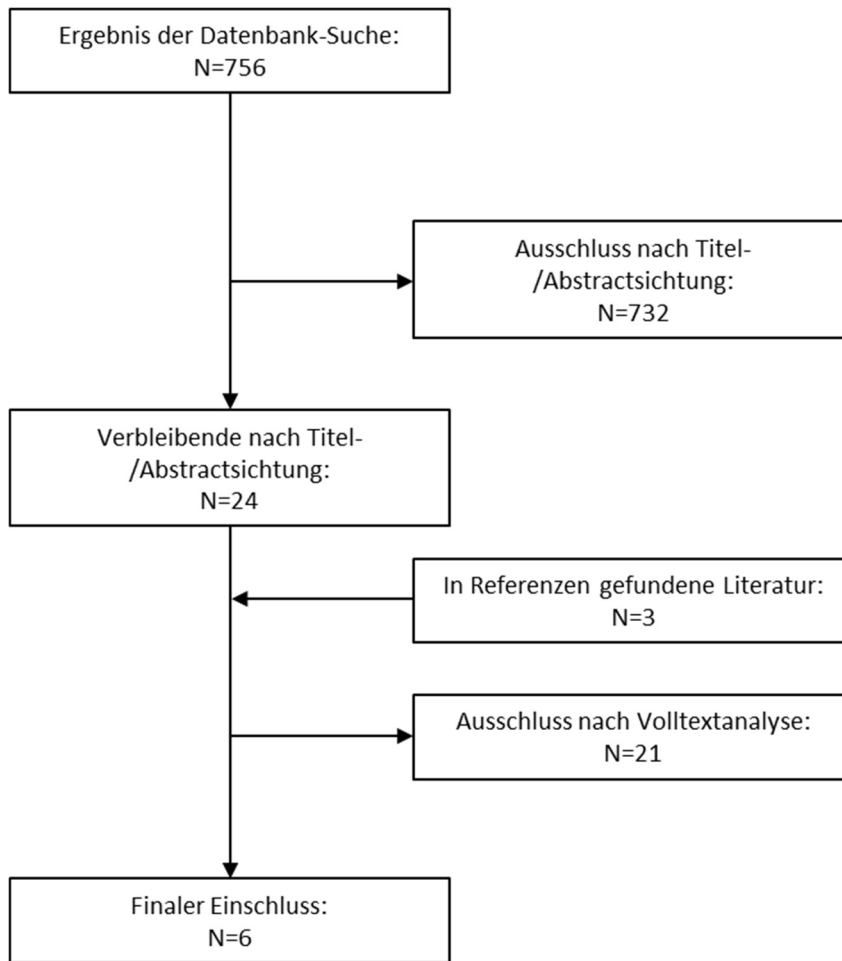 Ergebnis der Datenbank-Suche:
N=756
Ausschluss nach Titel-
/Abstractsichtung:
N=732
Verbleibende nach Titel-
/Abstractsichtung:
N=24
In Referenzen gefundene Literatur:
N=3
Ausschluss nach Volltextanalyse:
N=21
Finaler Einschluss:
N=6